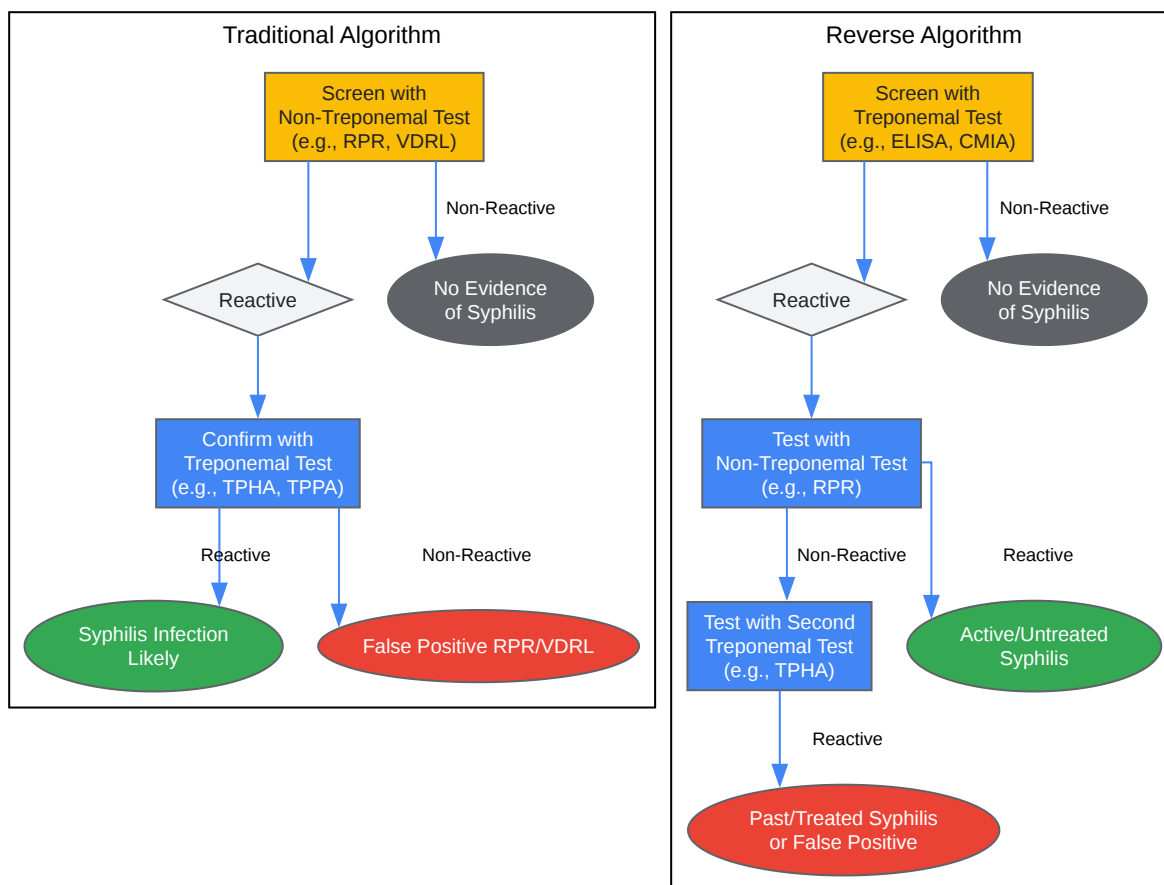 Traditional Algorithm
Screen with
Non-Treponemal Test
(e.g., RPR, VDRL)
Non-Reactive
Reactive
No Evidence
of Syphilis
Confirm with
Treponemal Test
(e.g., TPHA, TPPA)
Reactive
Non-Reactive
Syphilis Infection
Likely
False Positive RPR/VDRL
Reverse Algorithm
Screen with
Treponemal Test
(e.g., ELISA, CMIA)
Non-Reactive
Reactive
No Evidence
of Syphilis
Test with
Non-Treponemal Test
(e.g., RPR)
Non-Reactive
Reactive
Test with Second
Treponemal Test
(e.g., TPHA)
Active/Untreated
Syphilis
Reactive
Past/Treated Syphilis
or False Positive